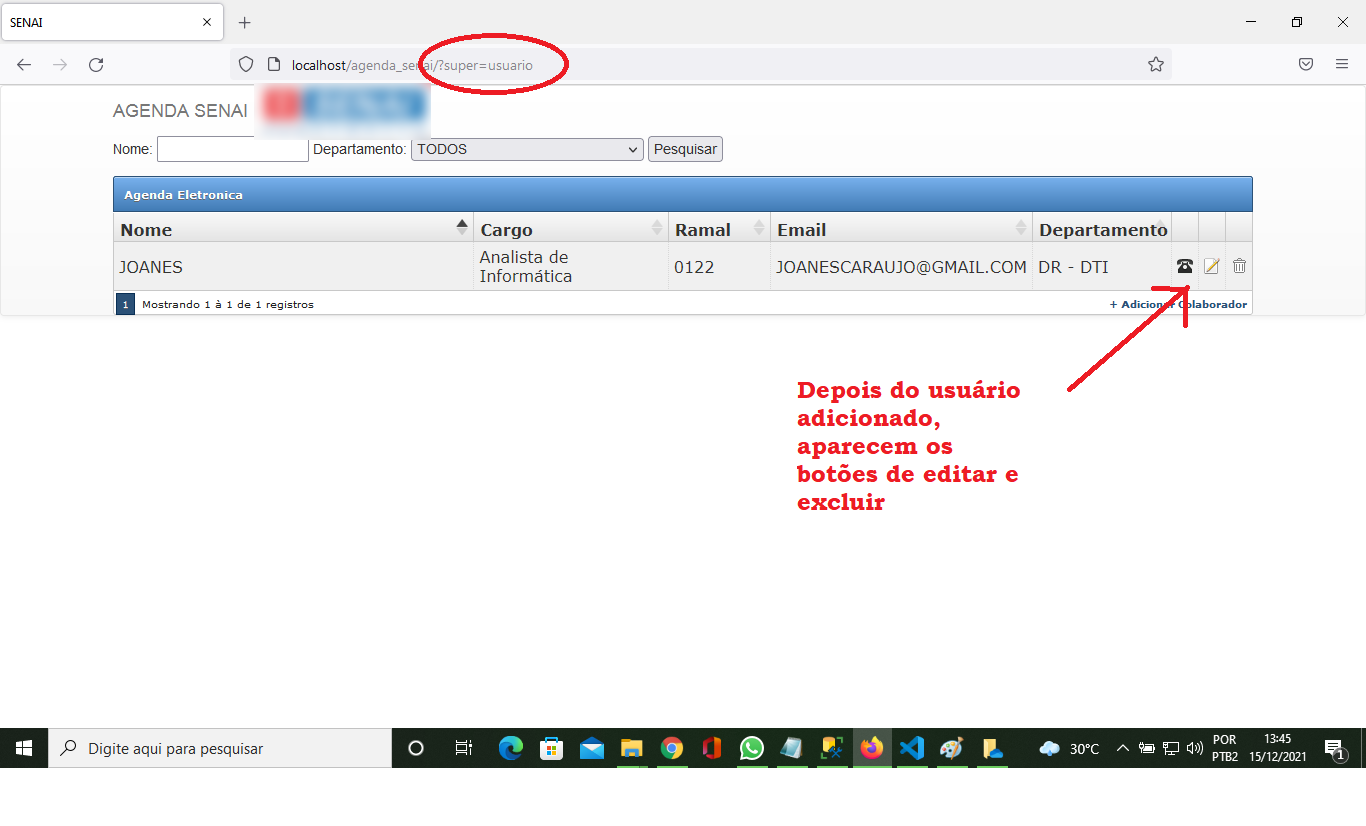 SENAI
localhost/agenda_senai/?super=usuario
AGENDA SENAI
Nome: Departamento: TODOS Pesquisar
Agenda Eletronica
Nome Cargo Ramal Email Departamento
JOANES Analista de Informática 0122 JOANESCARAUJO@GMAIL.COM DR - DTI
1 Mostrando 1 à 1 de 1 registros + Adicionar Colaborador
Depois do usuário
adicionado,
aparecem os
botões de editar e
excluir
Digite aqui para pesquisar
30°C
POR
PTB2
13:45
15/12/2021
1